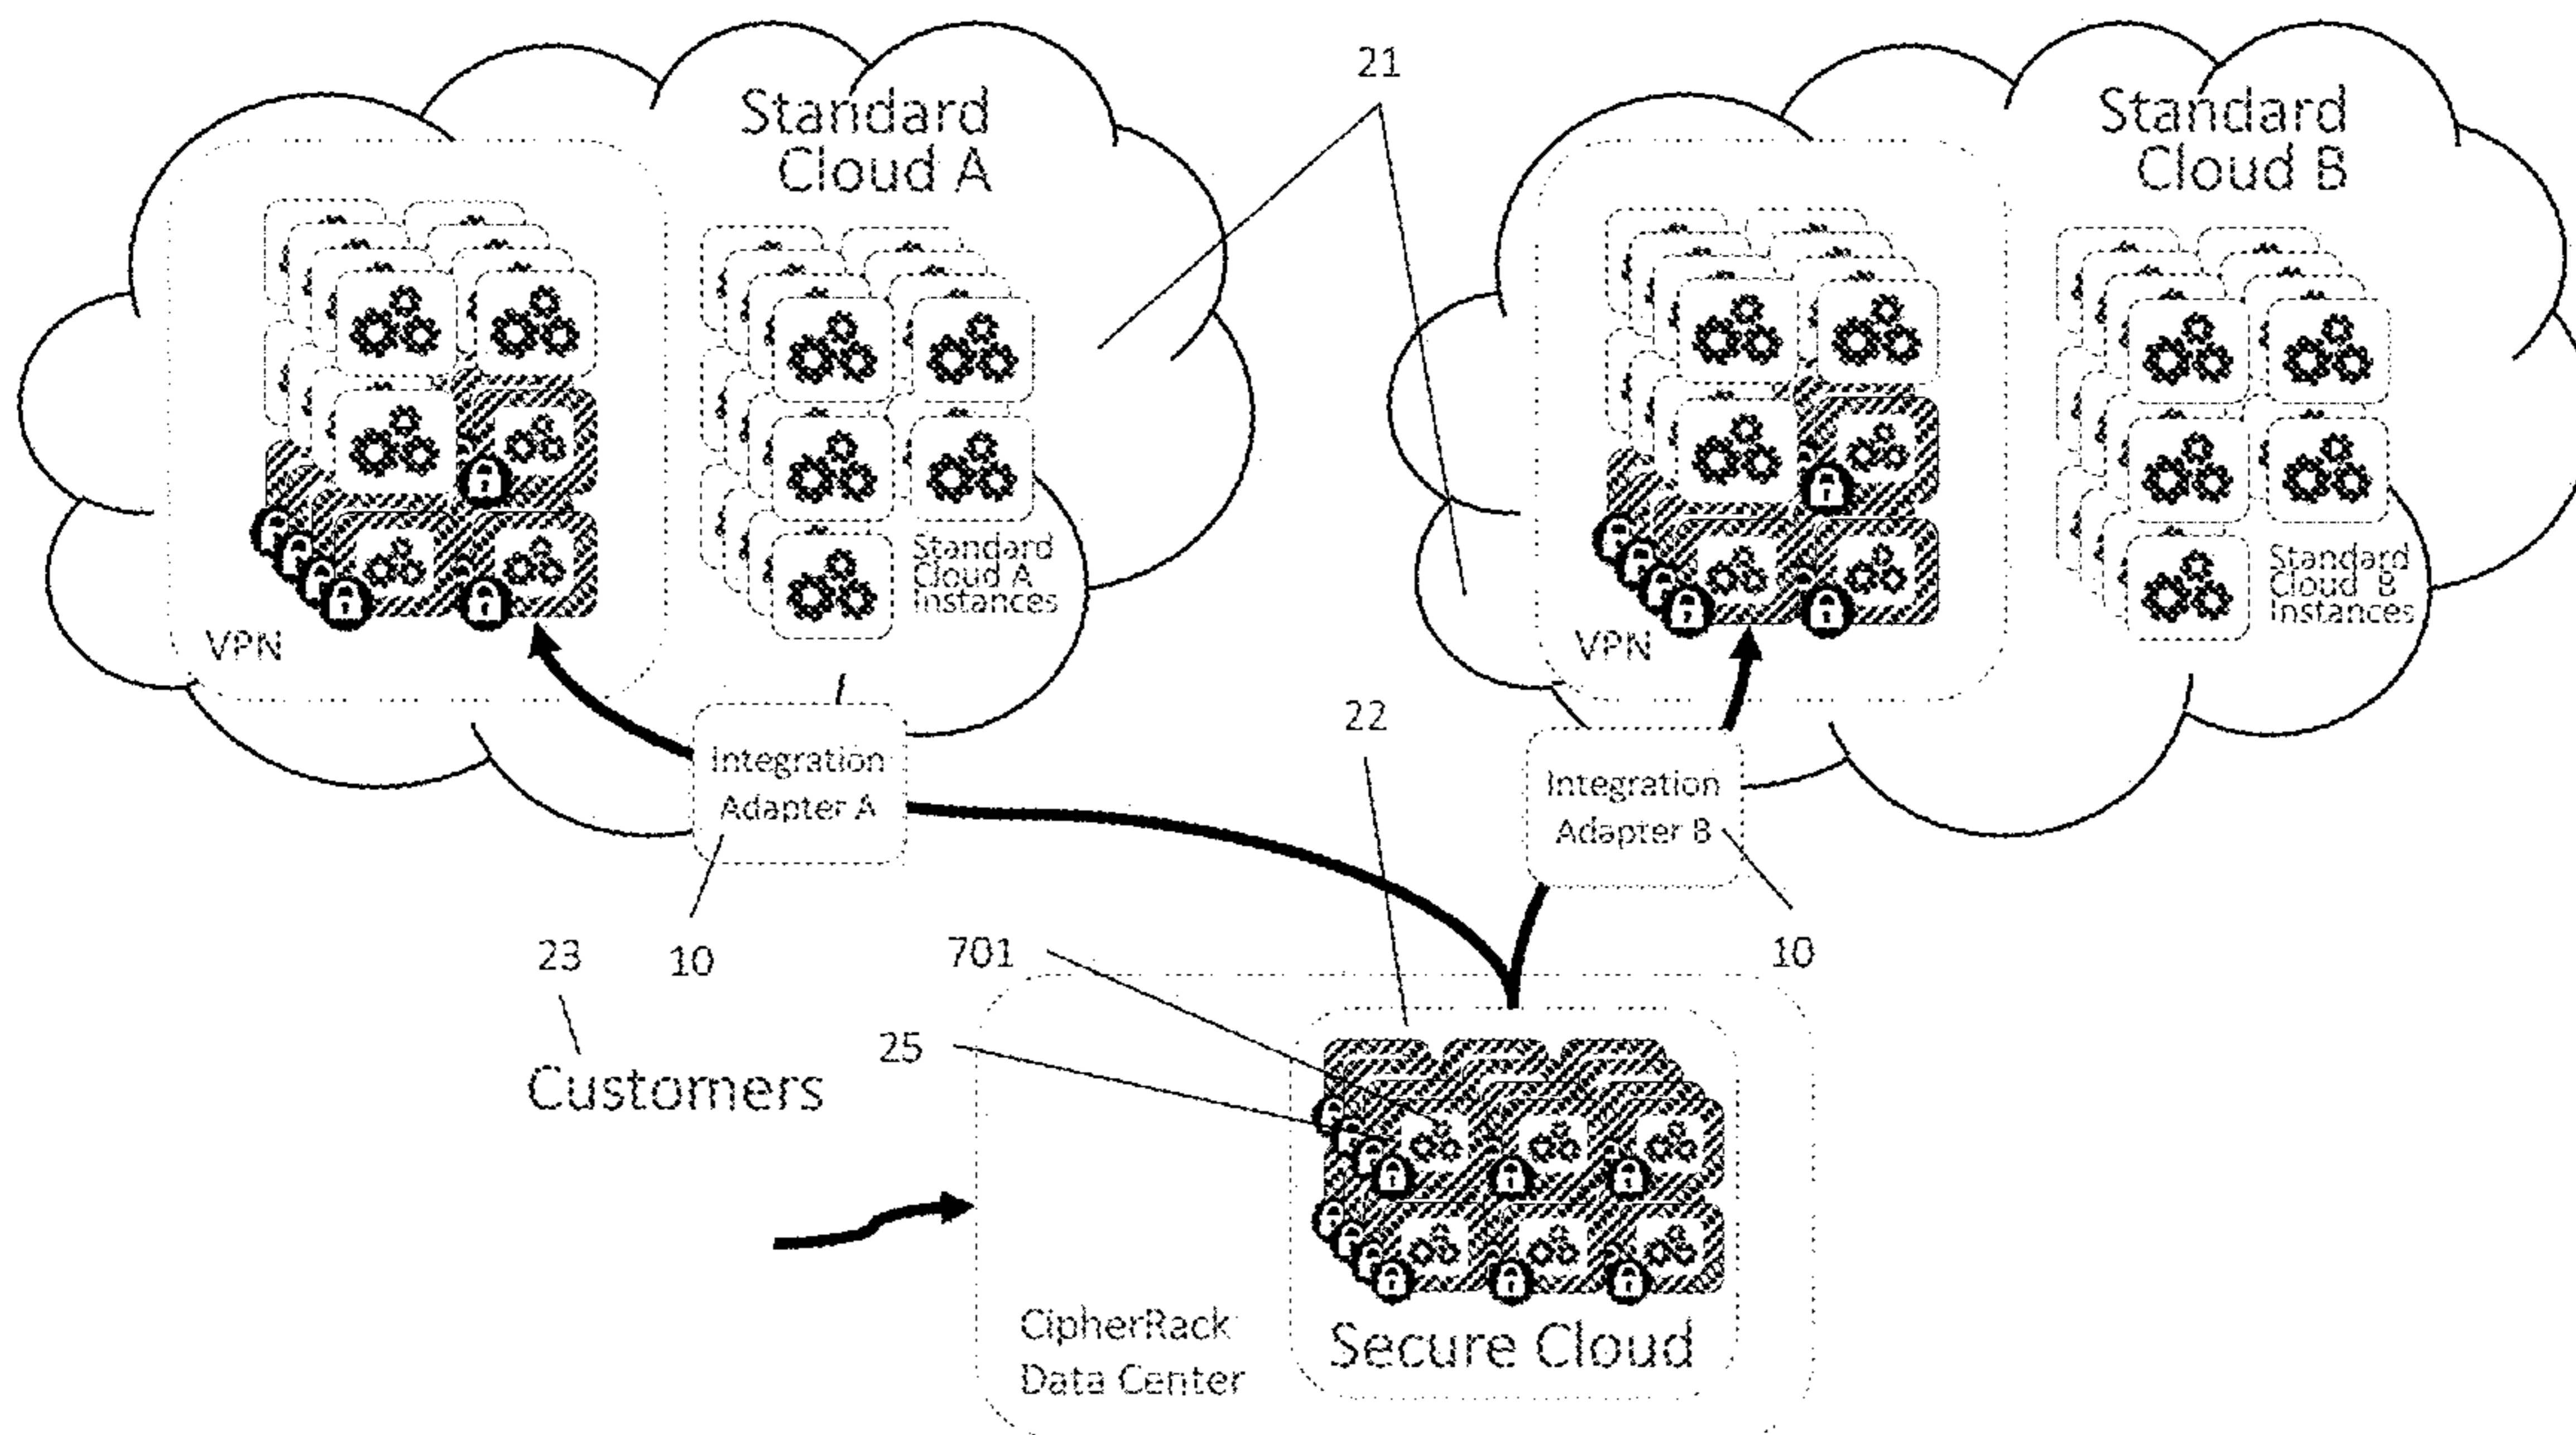 21
Standard
Cloud A
Standard
Cloud B
Standard
Cloud A
Instances
Standard
Cloud B
Instances
VPN
VPN
22
Integration
Adapter A
Integration
Adapter B
23
10
701
10
25
Customers
CipherRack
Data Center
Secure Cloud